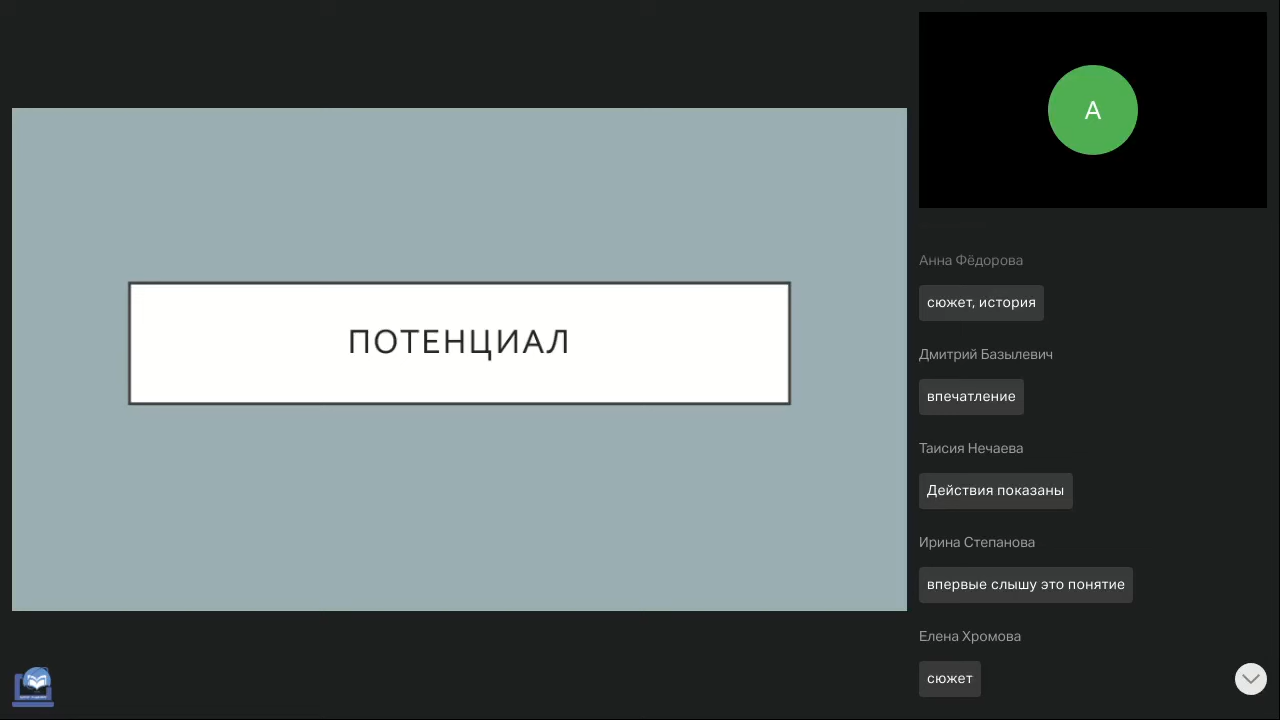 ПОТЕНЦИАЛ
А
Анна Фёдорова
сюжет, история
Дмитрий Базылевич
впечатление
Таисия Нечаева
Действия показаны
Ирина Степанова
впервые слышу это понятие
Елена Хромова
сюжет